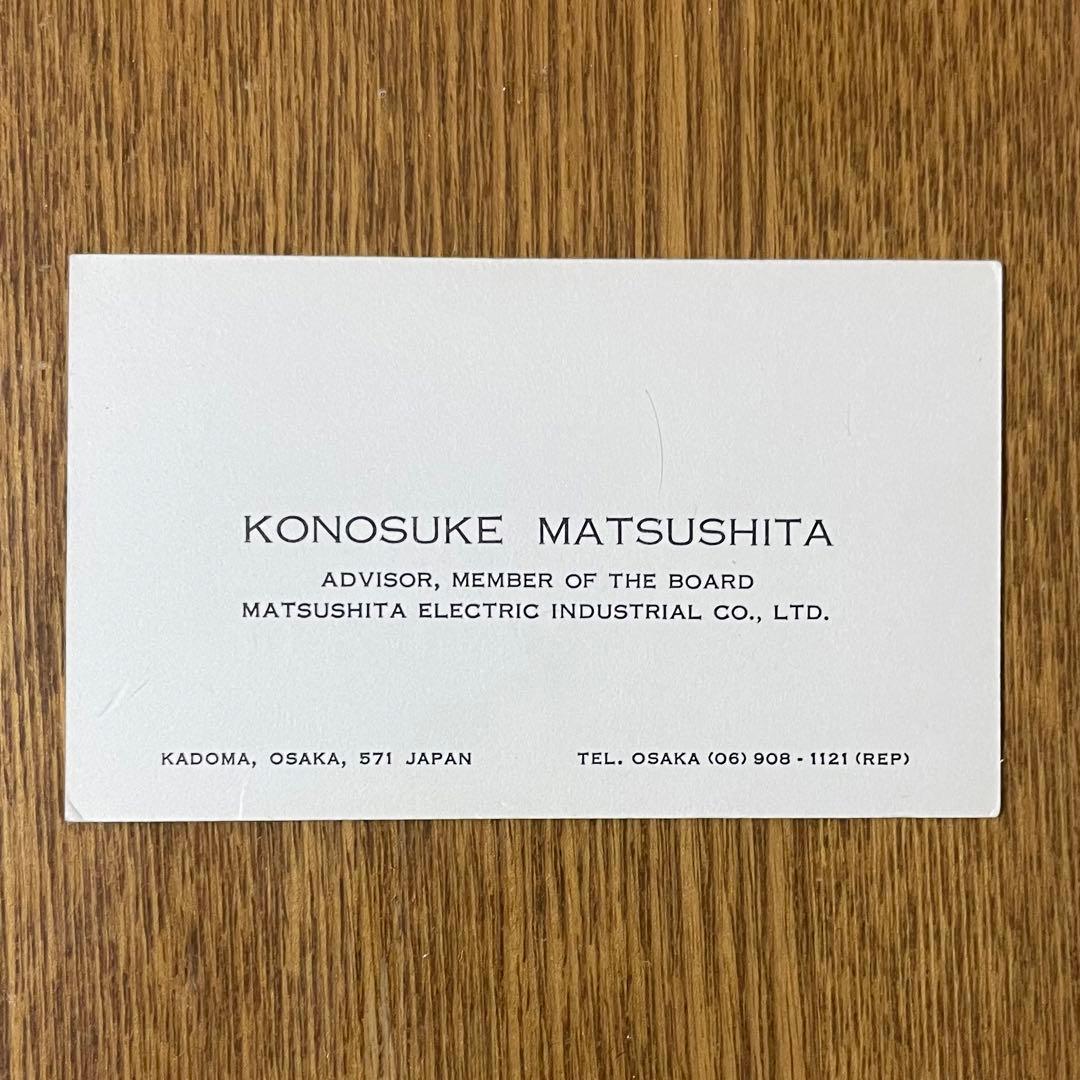 KONOSUKE MATSUSHITA
ADVISOR, MEMBER OF THE BOARD
MATSUSHITA ELECTRIC INDUSTRIAL CO., LTD.
KADOMA, OSAKA, 571 JAPAN
TEL. OSAKA (06) 908 - 1121 (REP)